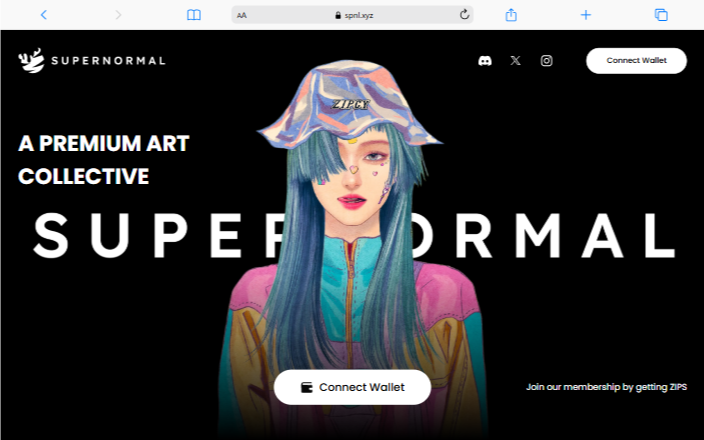 AA
spnl.xyz
SUPERNORMAL
Connect Wallet
ZIPCY
A PREMIUM ART
COLLECTIVE
SUPERNORMAL
Connect Wallet
Join our membership by getting ZIPS